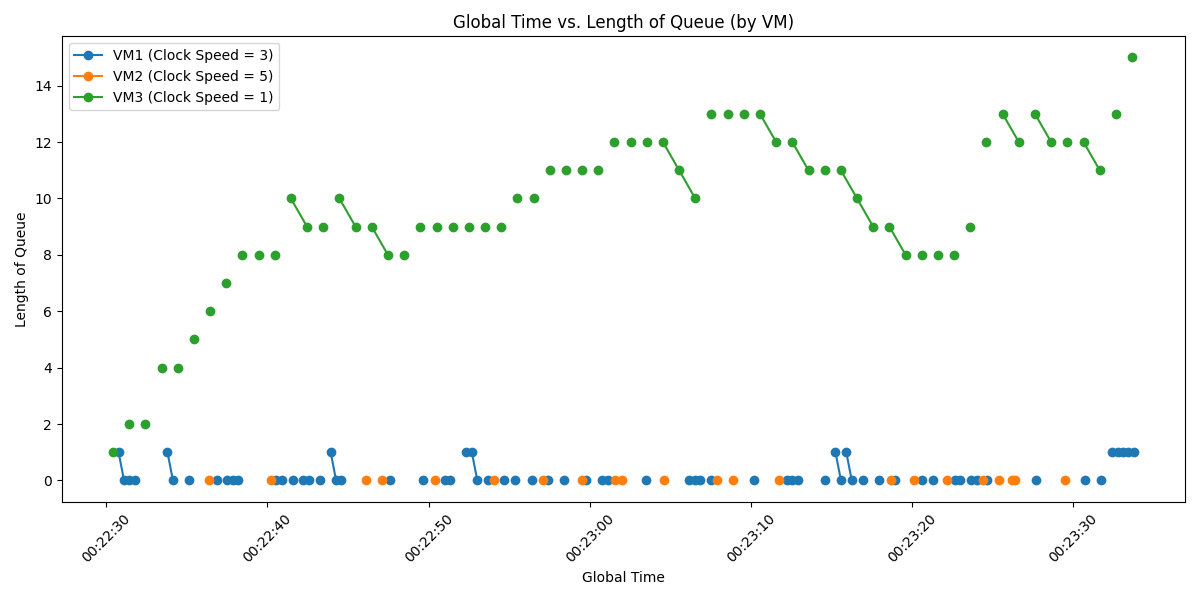 Global Time vs. Length of Queue (by VM)
VM1 (Clock Speed = 3)
VM2 (Clock Speed = 5)
VM3 (Clock Speed = 1)
Length of Queue
14
12
10
8
6
4
2
0
00:22:30
00:22:40
00:22:50
00:23:00
00:23:10
00:23:20
00:23:30
Global Time